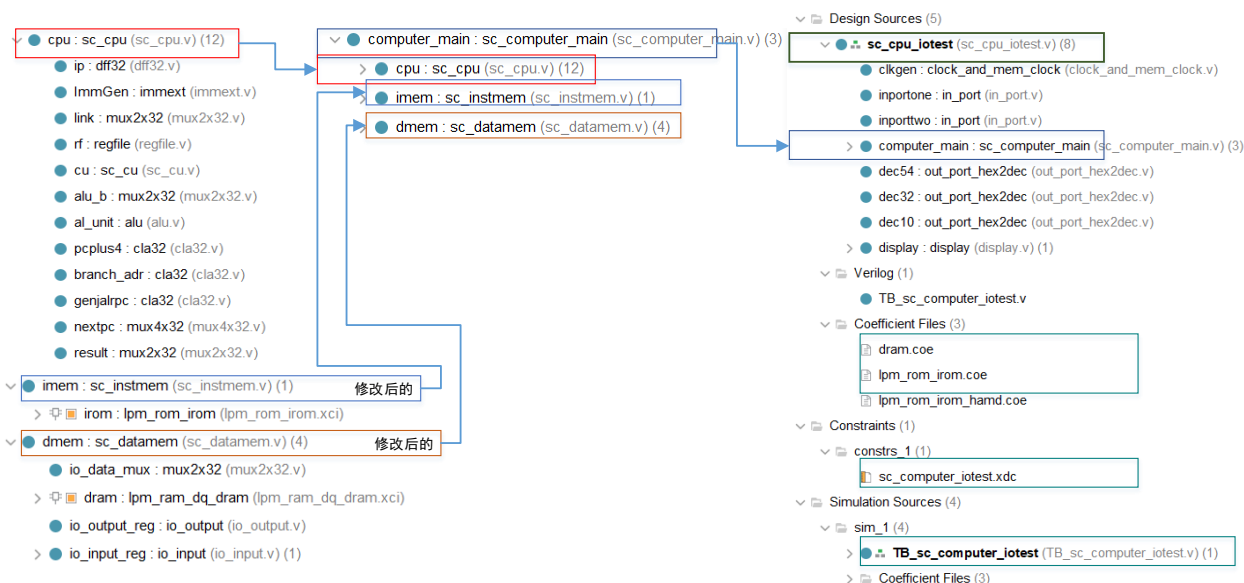 cpu : sc_cpu (sc_cpu.v) (12)
ip : dff32 (dff32.v)
ImmGen : immext (immext.v)
link : mux2x32 (mux2x32.v)
rf : regfile (regfile.v)
cu : sc_cu (sc_cu.v)
alu_b : mux2x32 (mux2x32.v)
al_unit : alu (alu.v)
pcplus4 : cla32 (cla32.v)
branch_adr : cla32 (cla32.v)
genjalrpc : cla32 (cla32.v)
nextpc : mux4x32 (mux4x32.v)
result : mux2x32 (mux2x32.v)
imem : sc_instmem (sc_instmem.v) (1) 修改后的
irom : lpm_rom_irom (lpm_rom_irom.xci)
dmem : sc_datamem (sc_datamem.v) (4) 修改后的
io_data_mux : mux2x32 (mux2x32.v)
dram : lpm_ram_dq_dram (lpm_ram_dq_dram.xci)
io_output_reg : io_output (io_output.v)
io_input_reg : io_input (io_input.v) (1)
computer_main : sc_computer_main (sc_computer_main.v) (3)
cpu : sc_cpu (sc_cpu.v) (12)
imem : sc_instmem (sc_instmem.v) (1)
dmem : sc_datamem (sc_datamem.v) (4)
Design Sources (5)
sc_cpu_iotest (sc_cpu_iotest.v) (8)
clkgen : clock_and_mem_clock (clock_and_mem_clock.v)
inportone : in_port (in_port.v)
inporttwo : in_port (in_port.v)
computer_main : sc_computer_main (sc_computer_main.v) (3)
dec54 : out_port_hex2dec (out_port_hex2dec.v)
dec32 : out_port_hex2dec (out_port_hex2dec.v)
dec10 : out_port_hex2dec (out_port_hex2dec.v)
display : display (display.v) (1)
Verilog (1)
TB_sc_computer_iotest.v
Coefficient Files (3)
dram.coe
lpm_rom_irom.coe
lpm_rom_irom_hamd.coe
Constraints (1)
constrs_1 (1)
sc_computer_iotest.xdc
Simulation Sources (4)
sim_1 (4)
TB_sc_computer_iotest (TB_sc_computer_iotest.v) (1)
Coefficient Files (3)